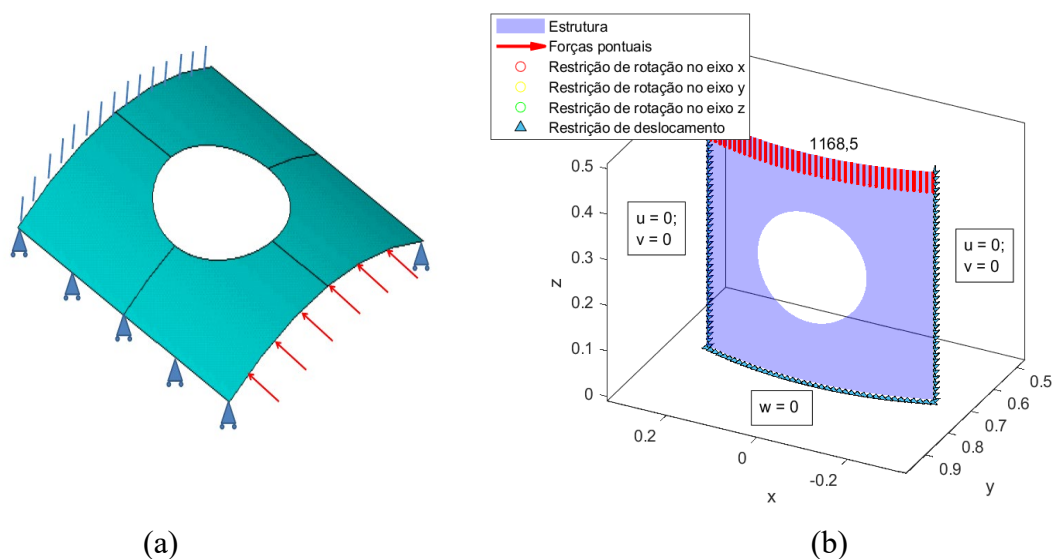 Estrutura
Forças pontuais
Restrição de rotação no eixo x
Restrição de rotação no eixo y
Restrição de rotação no eixo z
Restrição de deslocamento
1168,5
0.5
0.4
0.3
0.2
0.1
0
z
u = 0;
v = 0
u = 0;
v = 0
w = 0
0.2
0
-0.2
x
0.5
0.6
0.7
0.8
0.9
y
(a)
(b)